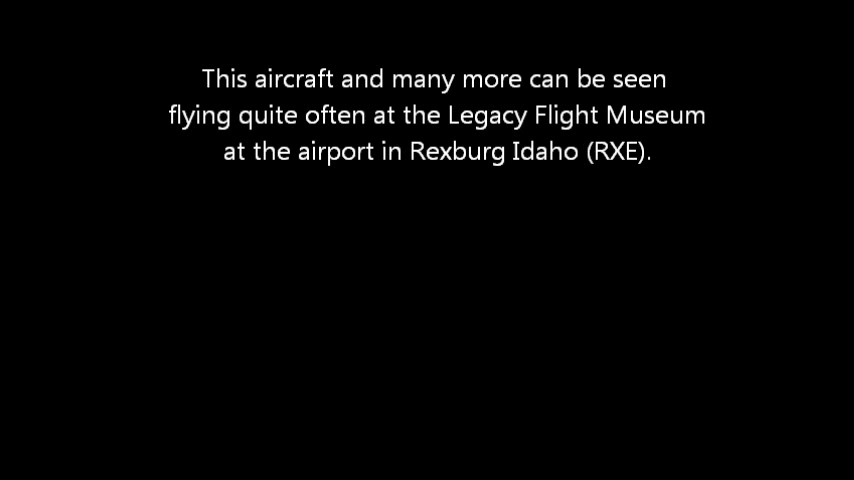 This aircraft and many more can be seen
flying quite often at the Legacy Flight Museum
at the airport in Rexburg Idaho (RXE).